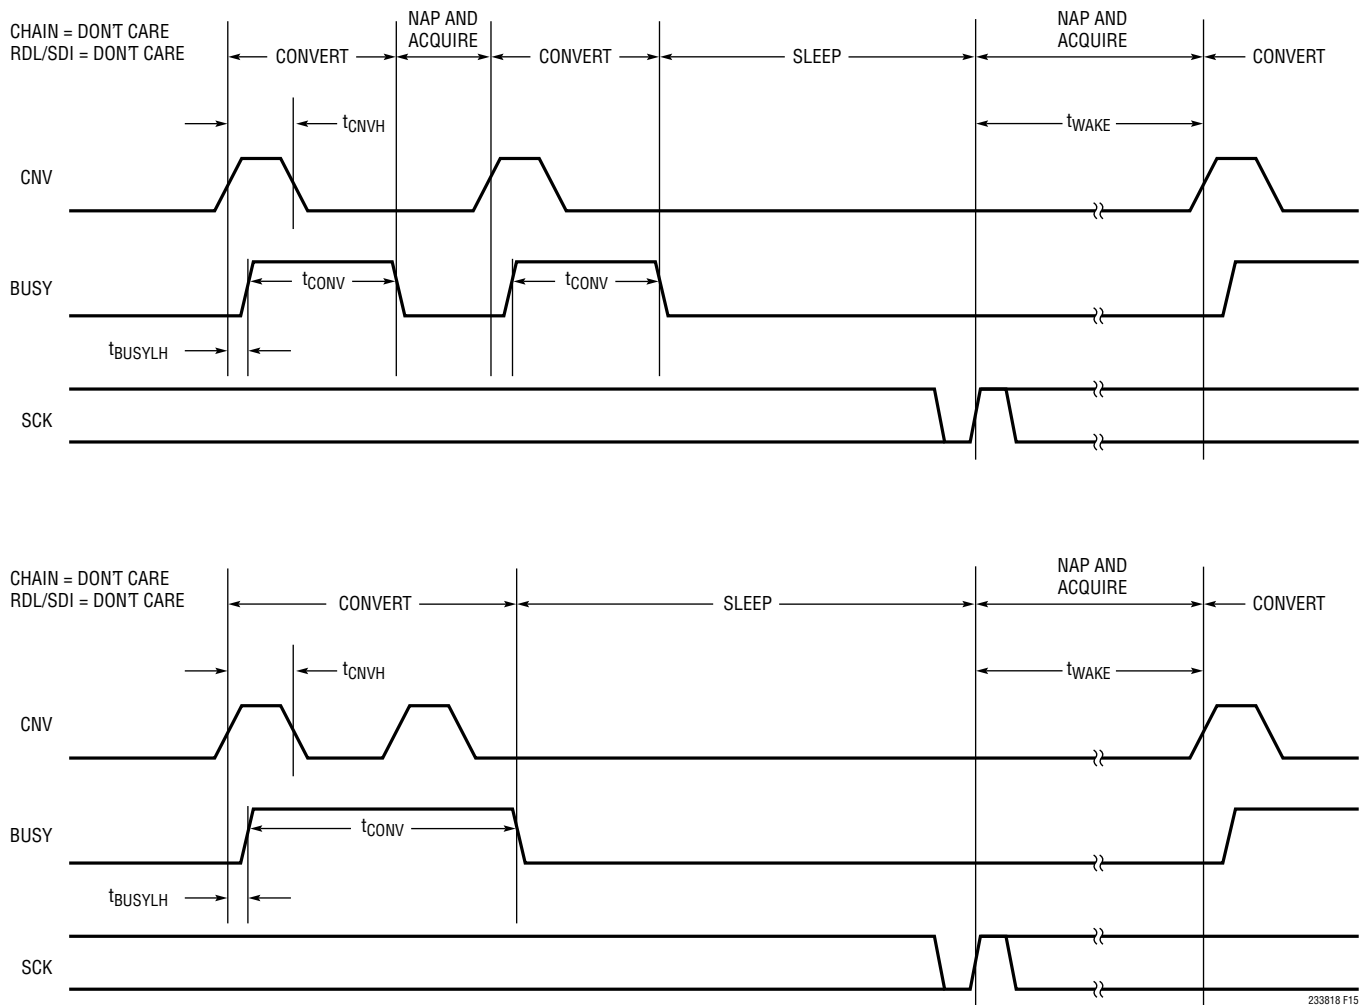 CHAIN = DON'T CARE
RDL/SDI = DON'T CARE
NAP AND
ACQUIRE
NAP AND
ACQUIRE
CONVERT
CONVERT
SLEEP
CONVERT
tCNVH
tWAKE
CNV
BUSY
tCONV
tCONV
tBUSYLH
SCK
CHAIN = DON'T CARE
RDL/SDI = DON'T CARE
NAP AND
ACQUIRE
CONVERT
SLEEP
CONVERT
tCNVH
tWAKE
CNV
BUSY
tCONV
tBUSYLH
SCK
233818 F15